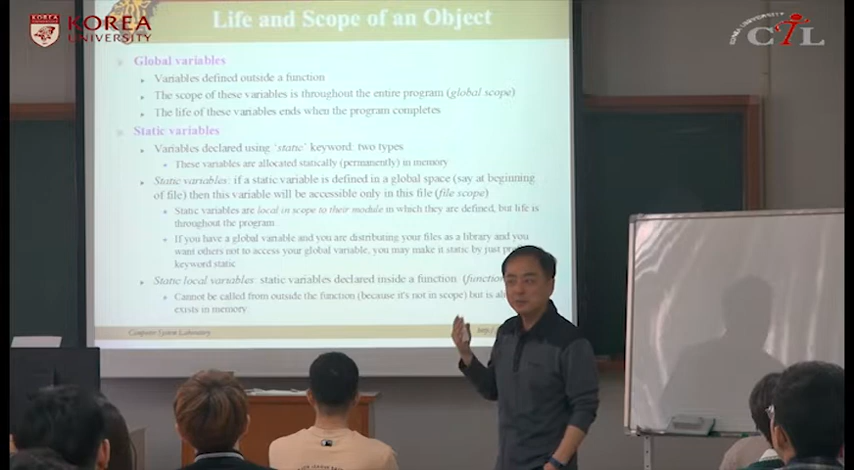 KOREA
UNIVERSITY
Life and Scope of an Object
KOREA UNIVERSITY
CTL
Global variables
Variables defined outside a function
The scope of these variables is throughout the entire program (global scope)
The life of these variables ends when the program completes
Static variables
Variables declared using 'static' keyword: two types
These variables are allocated statically (permanently) in memory
Static variables: if a static variable is defined in a global space (say at beginning
of file) then this variable will be accessible only in this file (file scope)
Static variables are local in scope to their module in which they are defined, but life is
throughout the program
If you have a global variable and you are distributing your files as a library and you
want others not to access your global variable, you may make it static by just
keyword static
Static local variables: static variables declared inside a function (function
Cannot be called from outside the function (because it's not in scope) but is
exists in memory
Computer System Laboratory
http://